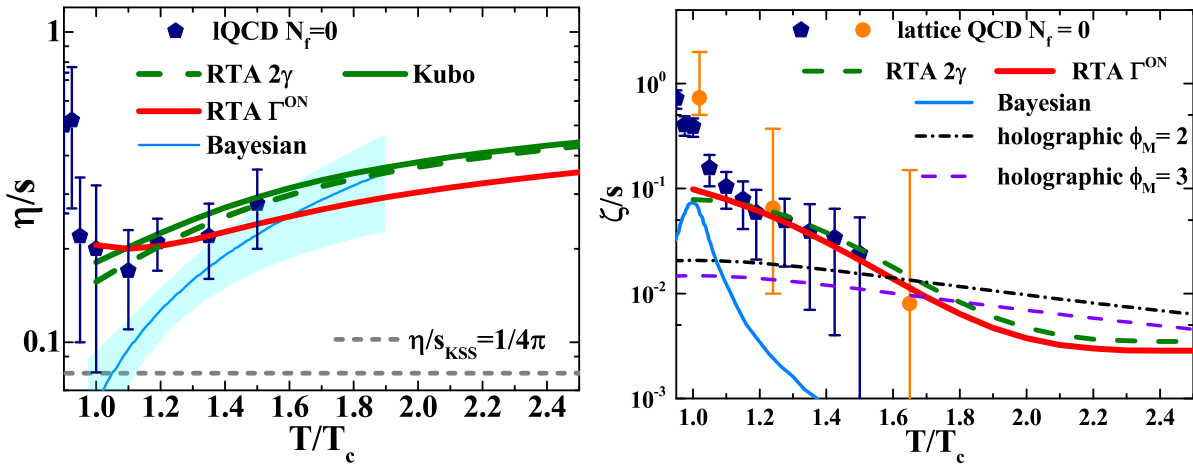 1
0.1
η/s
lQCD N_f=0
RTA 2γ
Kubo
RTA Γ^ON
Bayesian
η/s_KSS=1/4π
1.0 1.2 1.4 1.6 1.8 2.0 2.2 2.4
T/T_c
10^0
10^-1
10^-2
10^-3
ζ/s
lattice QCD N_f = 0
RTA 2γ
RTA Γ^ON
Bayesian
holographic ϕ_M = 2
holographic ϕ_M = 3
1.0 1.2 1.4 1.6 1.8 2.0 2.2 2.4
T/T_c